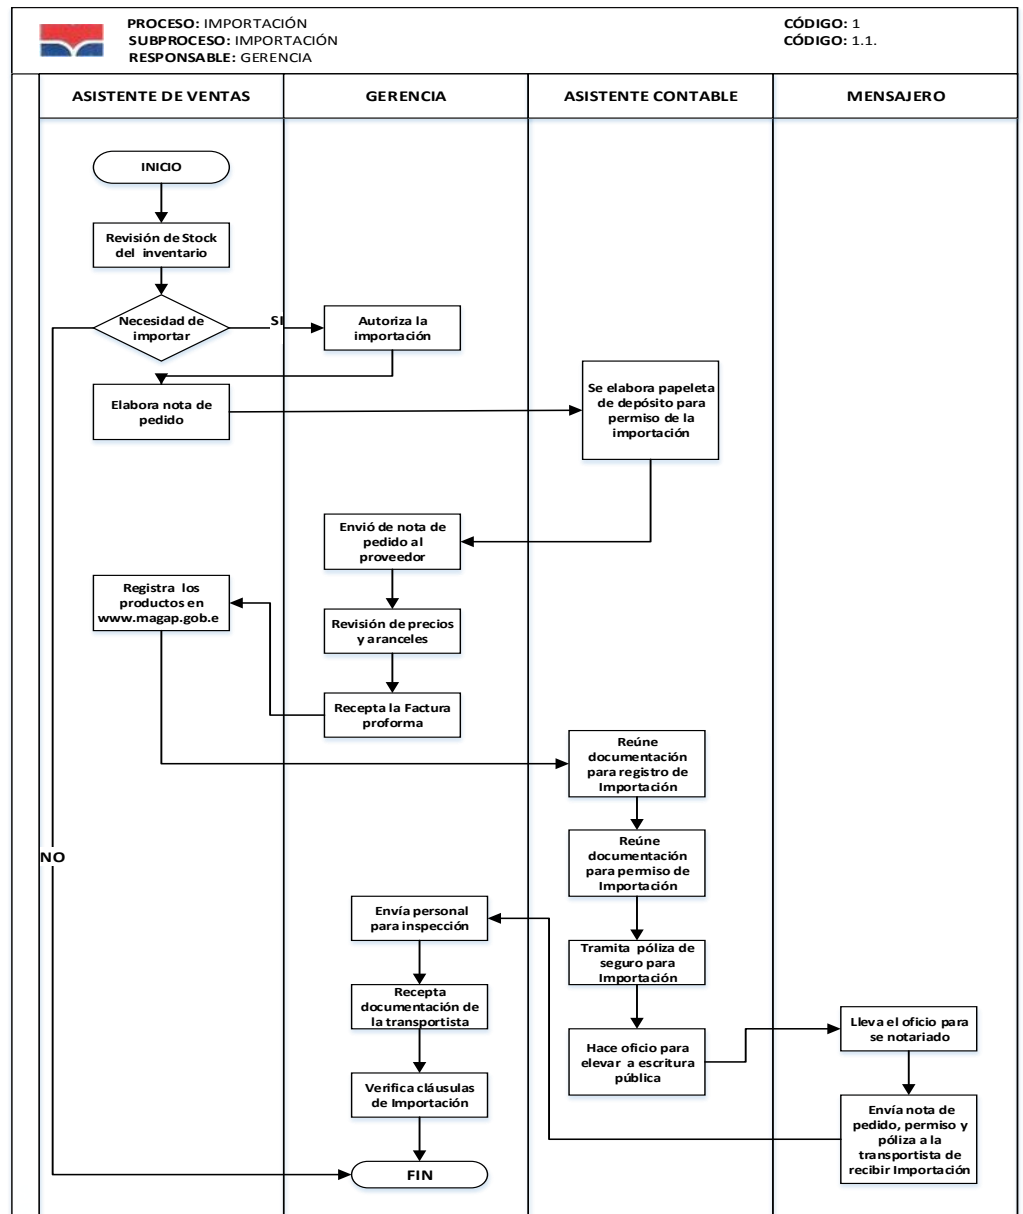 PROCESO: IMPORTACIÓN
SUBPROCESO: IMPORTACIÓN
RESPONSABLE: GERENCIA
CÓDIGO: 1
CÓDIGO: 1.1.
ASISTENTE DE VENTAS
GERENCIA
ASISTENTE CONTABLE
MENSAJERO
INICIO
Revisión de Stock
del inventario
Necesidad de
importar
SI
Autoriza la
importación
Elabora nota de
pedido
Se elabora papeleta
de depósito para
permiso de la
importación
Envió de nota de
pedido al
proveedor
Registra los
productos en
www.magap.gob.e
Revisión de precios
y aranceles
Recepta la Factura
proforma
Reúne
documentación
para registro de
Importación
Reúne
documentación
para permiso de
Importación
NO
Envía personal
para inspección
Tramita póliza de
seguro para
Importación
Recepta
documentación de
la transportista
Hace oficio para
elevar a escritura
pública
Lleva el oficio para
se notariado
Verifica cláusulas
de Importación
Envía nota de
pedido, permiso y
póliza a la
transportista de
recibir Importación
FIN